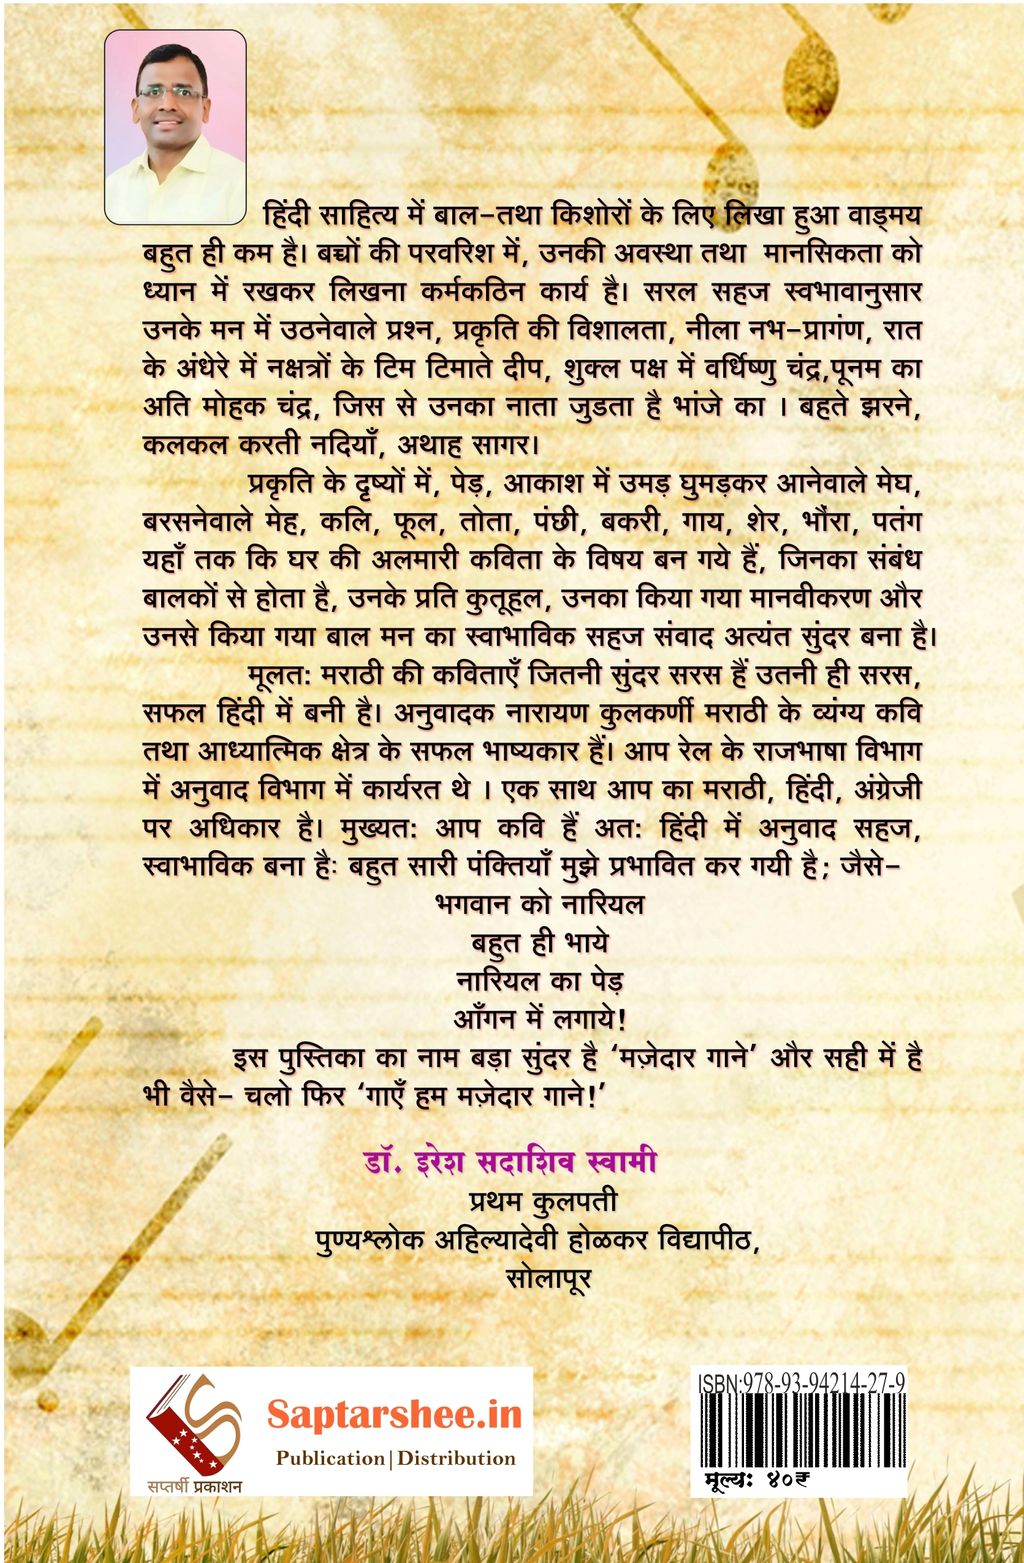 हिंदी साहित्य में बाल-तथा किशोरों के लिए लिखा हुआ वाड्मय
बहुत ही कम है। बच्चों की परवरिश में, उनकी अवस्था तथा मानसिकता को
ध्यान में रखकर लिखना कर्मकठिन कार्य है। सरल सहज स्वभावानुसार
उनके मन में उठनेवाले प्रश्न, प्रकृति की विशालता, नीला नभ-प्रागंण, रात
के अंधेरे में नक्षत्रों के टिम टिमाते दीप, शुक्ल पक्ष में वर्धिष्णु चंद्र,पूनम का
अति मोहक चंद्र, जिस से उनका नाता जुडता है भांजे का । बहते झरने,
कलकल करती नदियाँ, अथाह सागर।
प्रकृति के दृष्यों में, पेड़, आकाश में उमड़ घुमड़कर आनेवाले मेघ,
बरसनेवाले मेह, कलि, फूल, तोता, पंछी, बकरी, गाय, शेर, भौंरा, पतंग
यहाँ तक कि घर की अलमारी कविता के विषय बन गये हैं, जिनका संबंध
बालकों से होता है, उनके प्रति कुतूहल, उनका किया गया मानवीकरण और
उनसे किया गया बाल मन का स्वाभाविक सहज संवाद अत्यंत सुंदर बना है।
मूलतः मराठी की कविताएँ जितनी सुंदर सरस हैं उतनी ही सरस,
सफल हिंदी में बनी है। अनुवादक नारायण कुलकर्णी मराठी के व्यंग्य कवि
तथा आध्यात्मिक क्षेत्र के सफल भाष्यकार हैं। आप रेल के राजभाषा विभाग
में अनुवाद विभाग में कार्यरत थे । एक साथ आप का मराठी, हिंदी, अंग्रेजी
पर अधिकार है। मुख्यतः आप कवि हैं अतः हिंदी में अनुवाद सहज,
स्वाभाविक बना हैः बहुत सारी पंक्तियाँ मुझे प्रभावित कर गयी है; जैसे-
भगवान को नारियल
बहुत ही भाये
नारियल का पेड़
आँगन में लगाये!
इस पुस्तिका का नाम बड़ा सुंदर है ‘मज़ेदार गाने’ और सही में है
भी वैसे- चलो फिर ‘गाएँ हम मज़ेदार गाने!’
डॉ. इरेश सदाशिव स्वामी
प्रथम कुलपती
पुण्यश्लोक अहिल्यादेवी होळकर विद्यापीठ,
सोलापूर
Saptarshee.in
Publication|Distribution
सप्तर्षी प्रकाशन
ISBN:978-93-94214-27-9
मूल्यः ४०₹